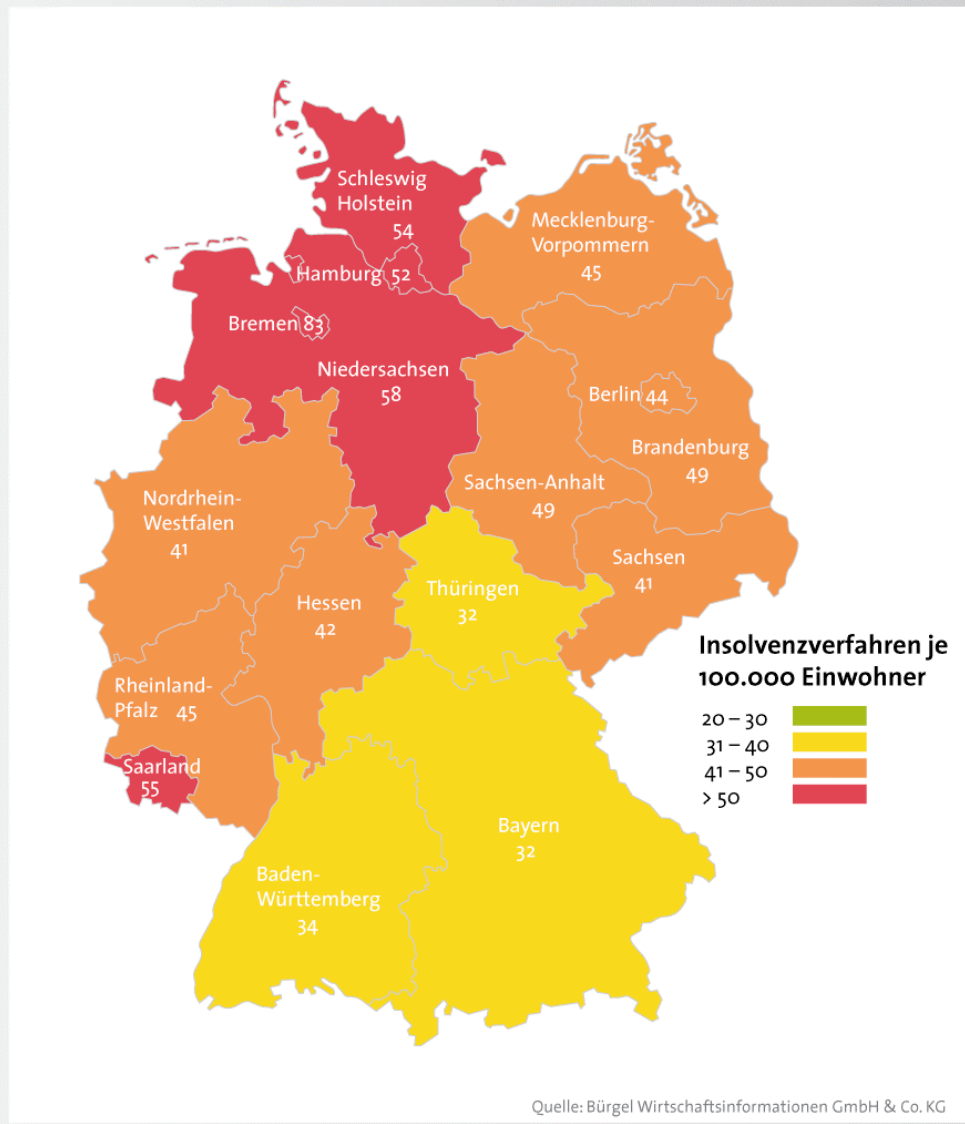 Schleswig
Holstein
54
Mecklenburg-
Vorpommern
45
Hamburg 52
Bremen 83
Niedersachsen
58
Berlin 44
Brandenburg
49
Sachsen-Anhalt
49
Nordrhein-
Westfalen
41
Sachsen
41
Thüringen
32
Hessen
42
Insolvenzverfahren je
100.000 Einwohner
20 – 30
31 – 40
41 – 50
> 50
Rheinland-
Pfalz 45
Saarland
55
Bayern
32
Baden-
Württemberg
34
Quelle: Bürgel Wirtschaftsinformationen GmbH & Co. KG